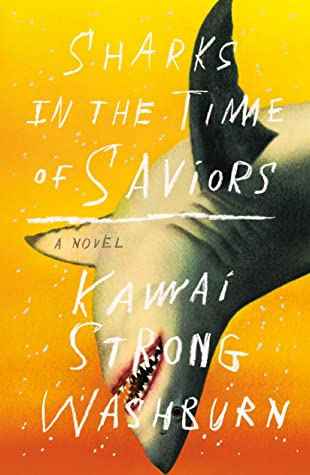 SHARKS
IN THE TIME
OF SAVIORS
A NOVEL
KAWAI
STRONG
WASHBURN